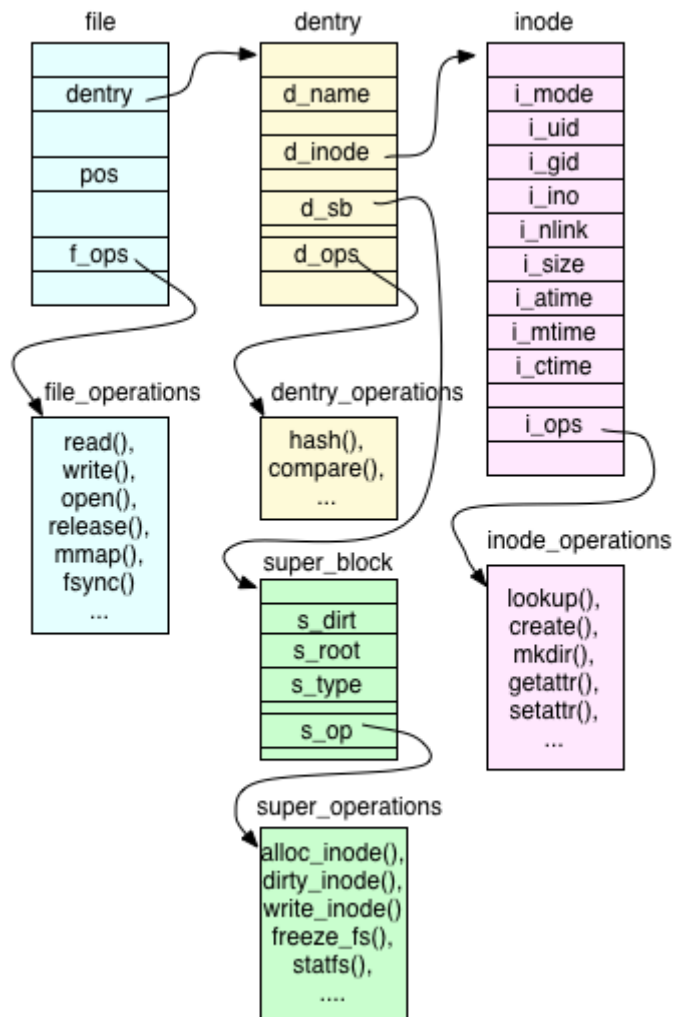 file
dentry
pos
f_ops
file_operations
read(),
write(),
open(),
release(),
mmap(),
fsync()
...
dentry
d_name
d_inode
d_sb
d_ops
dentry_operations
hash(),
compare(),
...
super_block
s_dirt
s_root
s_type
s_op
super_operations
alloc_inode(),
dirty_inode(),
write_inode()
freeze_fs(),
statfs(),
....
inode
i_mode
i_uid
i_gid
i_ino
i_nlink
i_size
i_atime
i_mtime
i_ctime
i_ops
inode_operations
lookup(),
create(),
mkdir(),
getattr(),
setattr(),
...